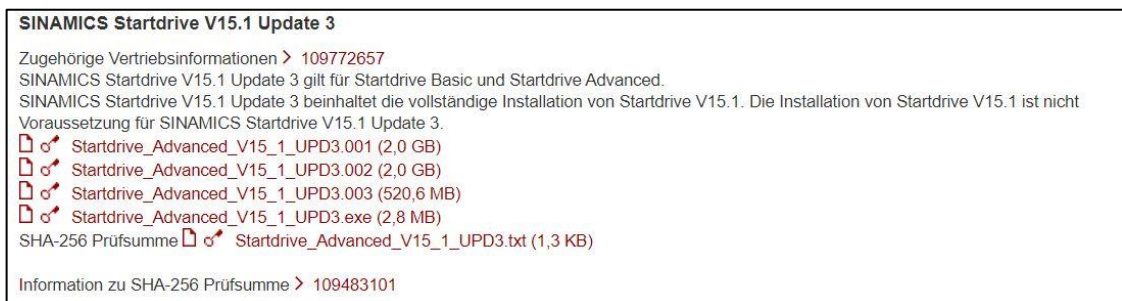 SINAMICS Startdrive V15.1 Update 3
Zugehörige Vertriebsinformationen > 109772657
SINAMICS Startdrive V15.1 Update 3 gilt für Startdrive Basic und Startdrive Advanced.
SINAMICS Startdrive V15.1 Update 3 beinhaltet die vollständige Installation von Startdrive V15.1. Die Installation von Startdrive V15.1 ist nicht
Voraussetzung für SINAMICS Startdrive V15.1 Update 3.
Startdrive_Advanced_V15_1_UPD3.001 (2,0 GB)
Startdrive_Advanced_V15_1_UPD3.002 (2,0 GB)
Startdrive_Advanced_V15_1_UPD3.003 (520,6 MB)
Startdrive_Advanced_V15_1_UPD3.exe (2,8 MB)
SHA-256 Prüfsumme Startdrive_Advanced_V15_1_UPD3.txt (1,3 KB)
Information zu SHA-256 Prüfsumme > 109483101